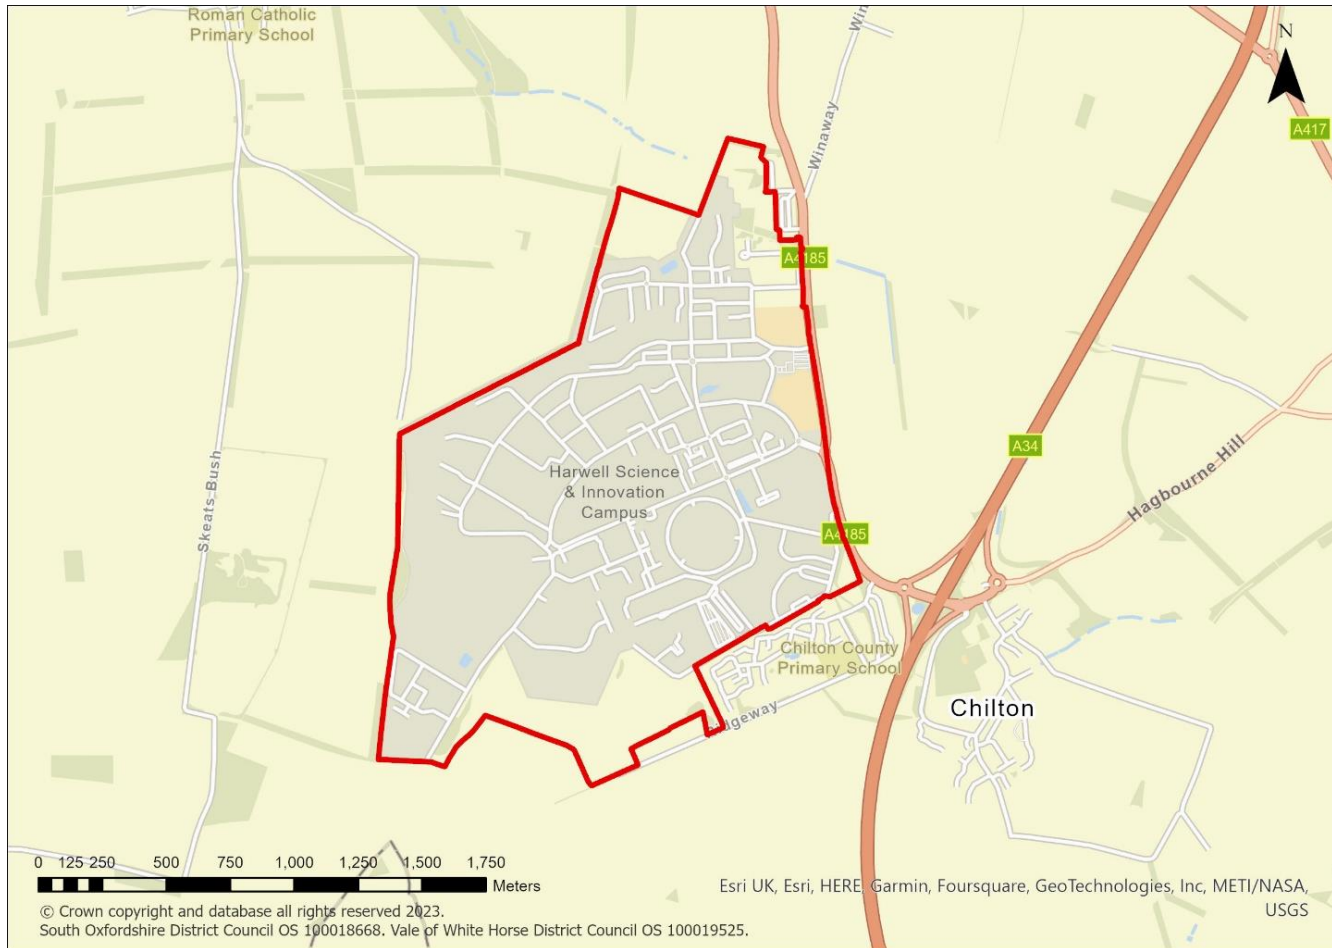 Roman Catholic
Primary School
N
A417
Winaway
A4185
Harwell Science
& Innovation
Campus
A34
Hagbourne Hill
Skeats Bush
A4185
Chilton County
Primary School
Ridgeway
Chilton
0 125 250 500 750 1,000 1,250 1,500 1,750
Meters
Esri UK, Esri, HERE, Garmin, Foursquare, GeoTechnologies, Inc, METI/NASA,
USGS
© Crown copyright and database all rights reserved 2023.
South Oxfordshire District Council OS 100018668. Vale of White Horse District Council OS 100019525.